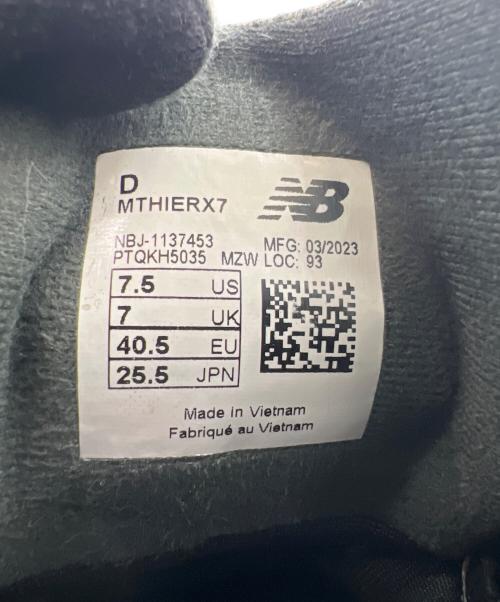 D
MTHIERX7
NB
NBJ-1137453 MFG: 03/2023
PTQKH5035 MZW LOC: 93
7.5 US
7 UK
40.5 EU
25.5 JPN
Made in Vietnam
Fabriqué au Vietnam